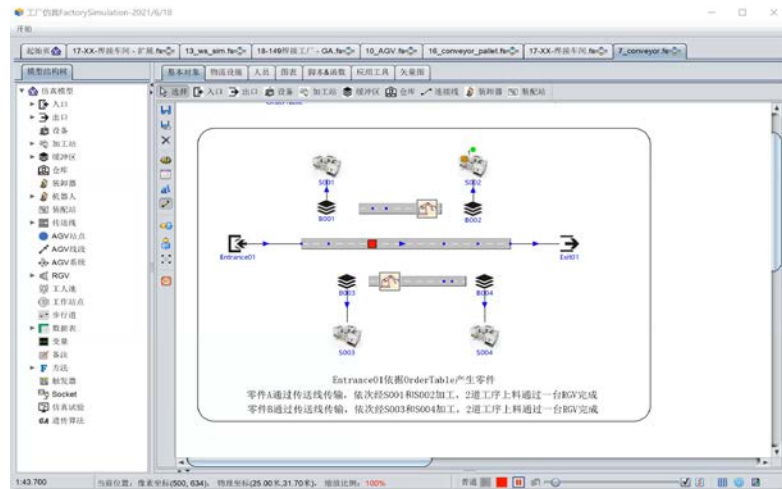 工厂仿真FactorySimulation-2021/6/18
开始
起始页
17-XX-焊接车间 - 扩展.fs
13_ws_sim.fs
18-149焊接工厂 - GA.fs
10_AGV.fs
16_conveyor_pallet.fs
17-XX-焊接车间.fs
7_conveyor.fs
模型结构树
基本对象 物流设施 人员 图表 脚本&函数 应用工具 矢量图
选择 入口 出口 设备 加工站 缓冲区 仓库 连接线 装卸器 装配站
仿真模型
入口
出口
设备
加工站
缓冲区
仓库
装卸器
机器人
装配站
传送线
AGV站点
AGV线段
AGV系统
RGV
工人池
工作站点
步行道
数据表
变量
备注
方法
触发器
Socket
仿真试验
GA 遗传算法
S001
S002
B001
B002
Entrance01
Exit01
B003
B004
S003
S004
Entrance01依据OrderTable产生零件
零件A通过传送线传输，依次经S001和S002加工，2道工序上料通过一台RGV完成
零件B通过传送线传输，依次经S003和S004加工，2道工序上料通过一台RGV完成
1:43.700
当前位置：像素坐标(500, 634)，物理坐标(25.00米,31.70米)，缩放比例：100%
普通